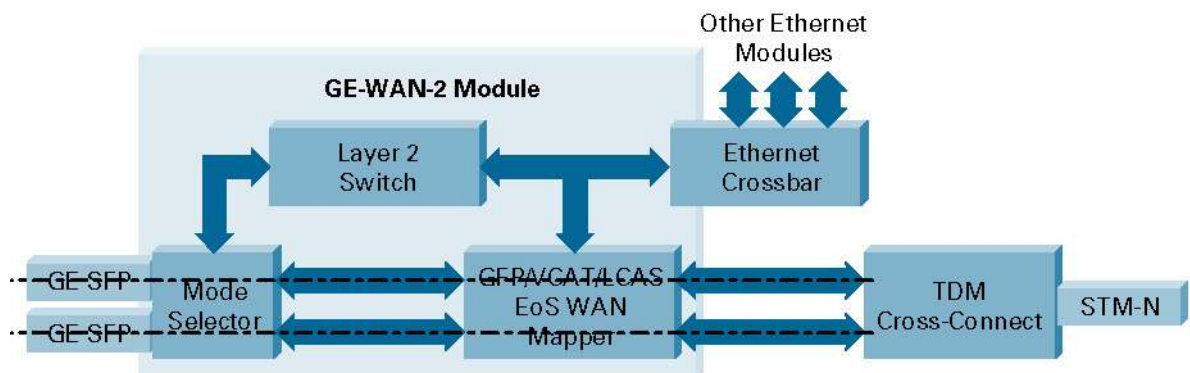 Other Ethernet
Modules
GE-WAN-2 Module
Layer 2
Switch
Ethernet
Crossbar
GE-SFP
GE-SFP
Mode
Selector
GFP/VCAT/LCAS
EoS WAN
Mapper
TDM
Cross-Connect
STM-N